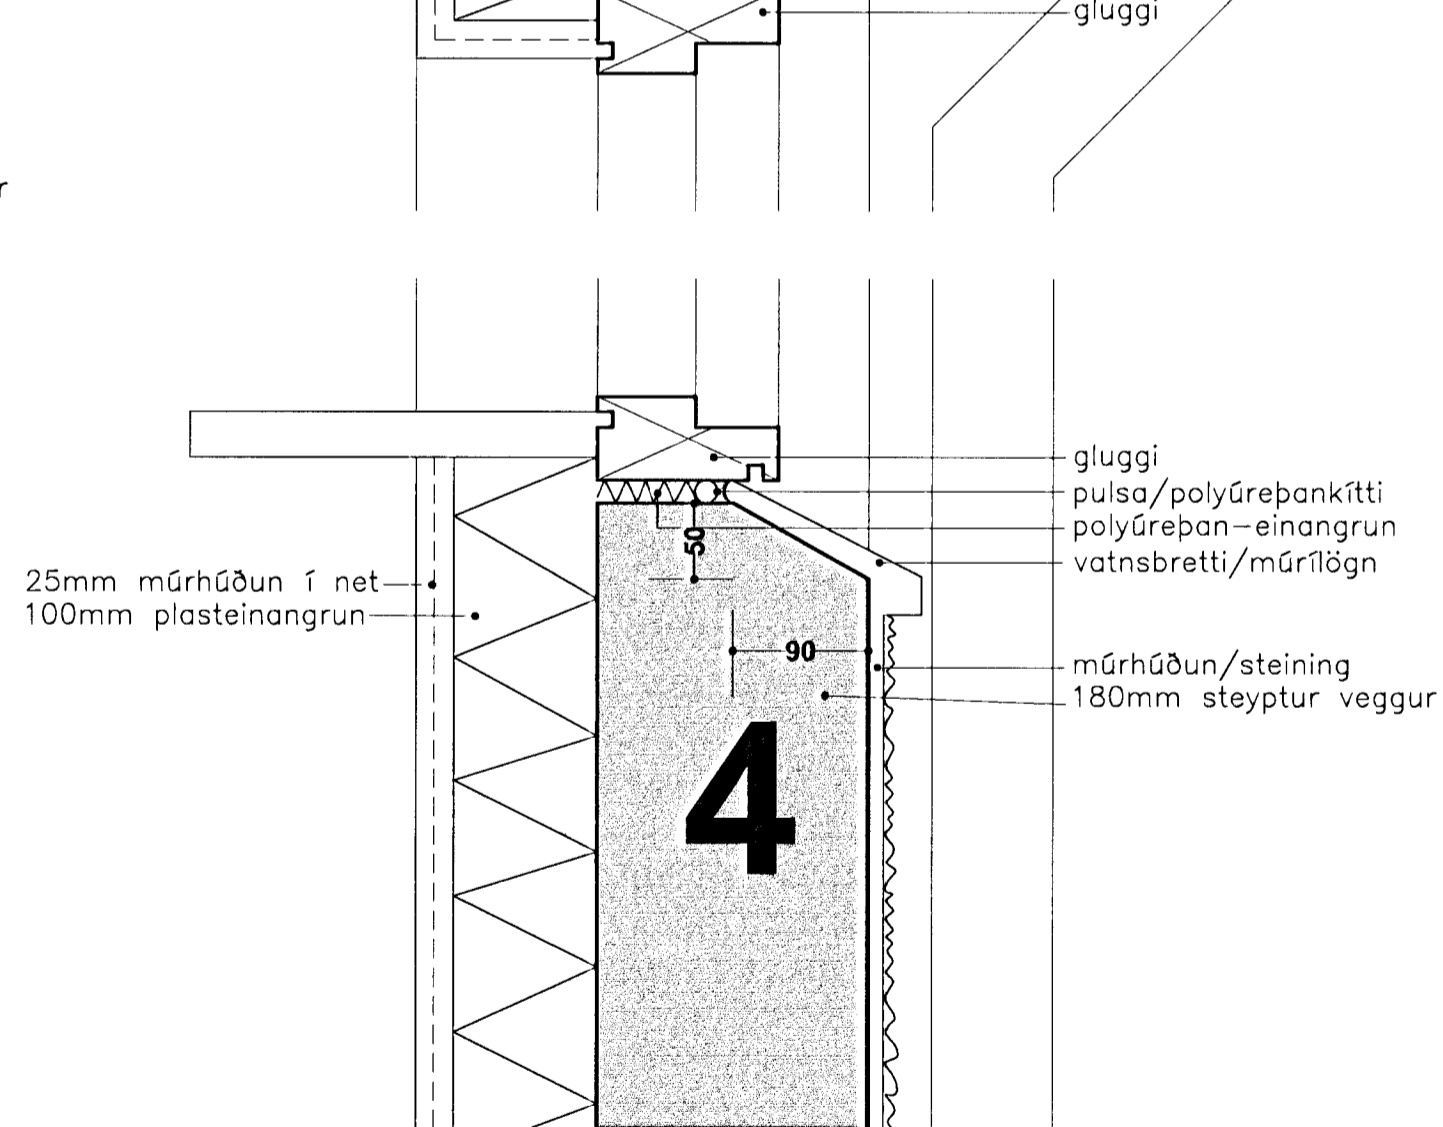 gluggi
r
gluggi
pulsa/polyúreþankítti
polyúreþan-einangrun
vatnsbretti/múrílögn
50
25mm múrhúðun í net
100mm plasteinangrun
90
múrhúðun/steining
180mm steyptur veggur
4